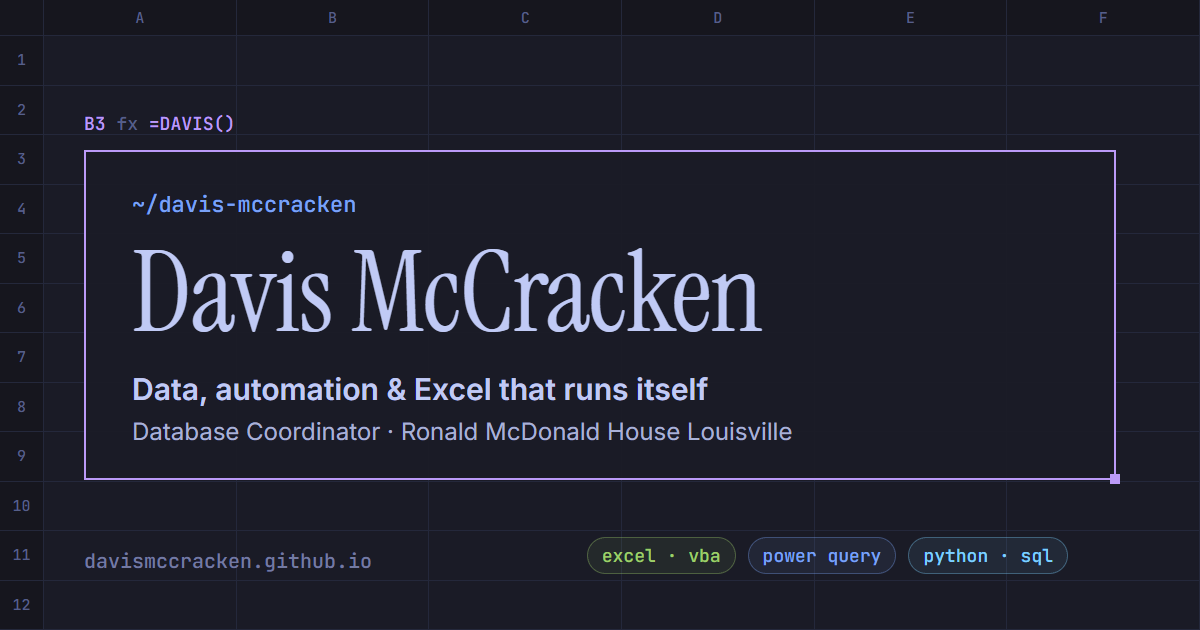 A B C D E F
1
2
B3 fx =DAVIS()
3
~/davis-mccracken
4
5
Davis McCracken
6
7
Data, automation & Excel that runs itself
8
Database Coordinator · Ronald McDonald House Louisville
9
10
11
davismccracken.github.io
excel · vba
power query
python · sql
12